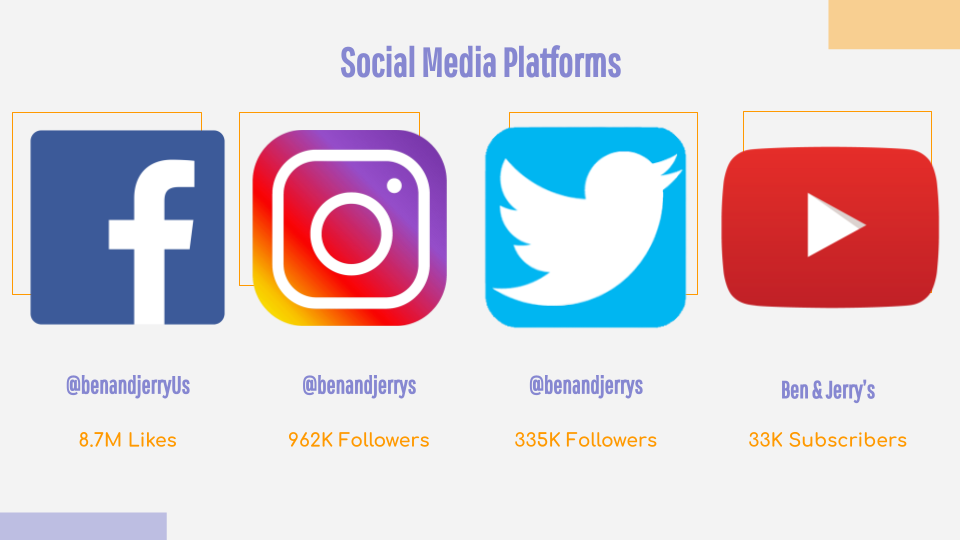 Social Media Platforms
@benandjerryUs
@benandjerrys
@benandjerrys
Ben & Jerry's
8.7M Likes
962K Followers
335K Followers
33K Subscribers